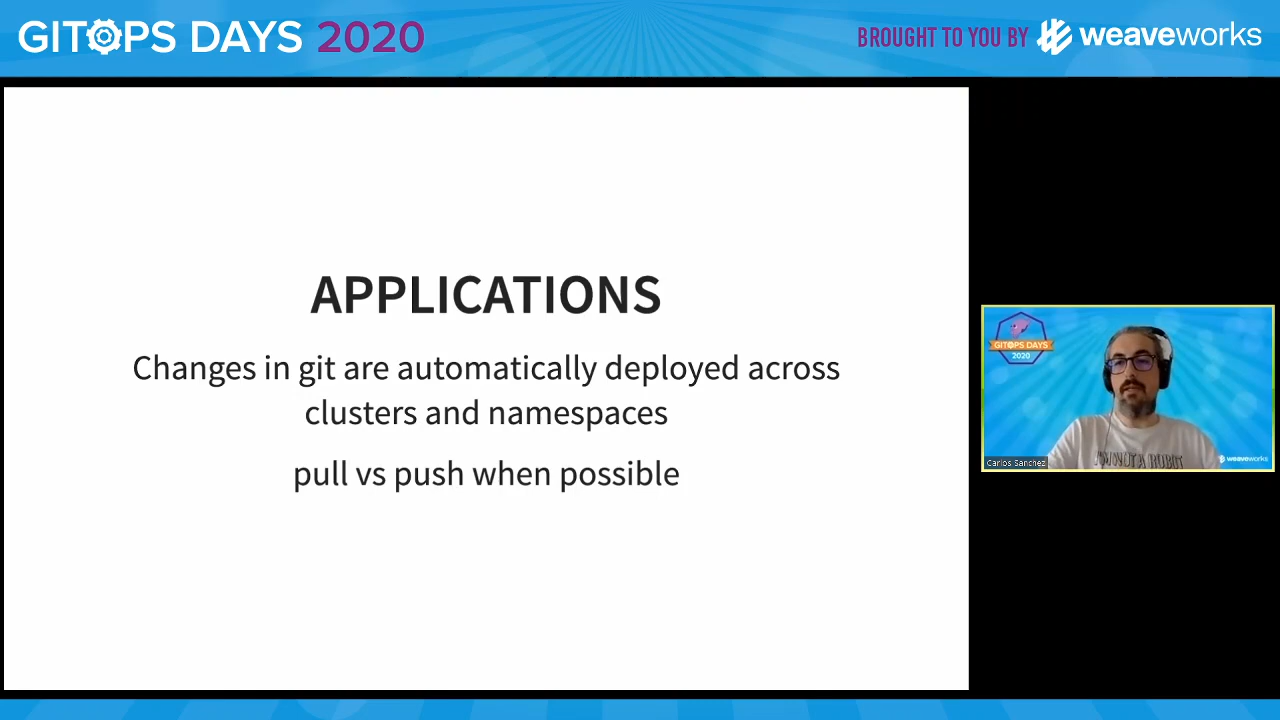 GITOPS DAYS 2020
BROUGHT TO YOU BY weaveworks
APPLICATIONS
Changes in git are automatically deployed across
clusters and namespaces
pull vs push when possible
GITOPS DAYS
2020
Carlos Sanchez
weaveworks